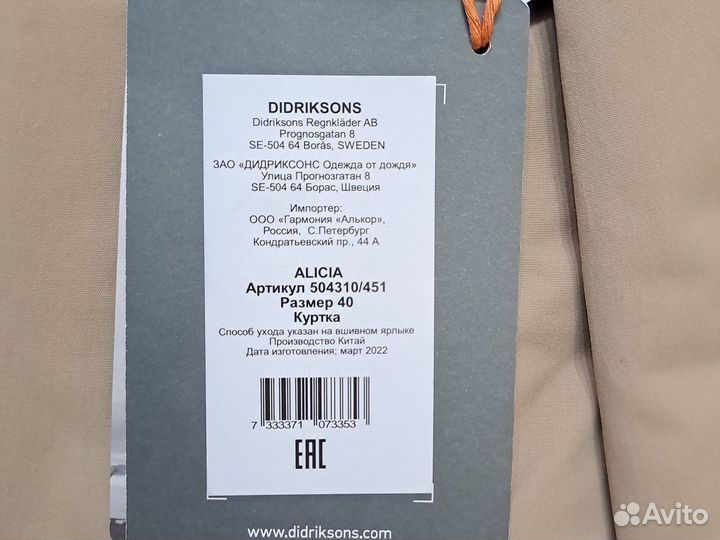 DIDRIKSONS
Didriksons Regnkläder AB
Prognosgatan 8
SE-504 64 Borås, SWEDEN
ЗАО «ДИДРИКСОНС Одежда от дождя»
Улица Прогнозгатан 8
SE-504 64 Борас, Швеция
Импортер:
ООО «Гармония «Алькор»,
Россия, С.Петербург
Кондратьевский пр., 44 А
ALICIA
Артикул 504310/451
Размер 40
Куртка
Способ ухода указан на вшивном ярлыке
Производство Китай
Дата изготовления; март 2022
7 333371 073353
EAC
www.didriksons.com
Avito